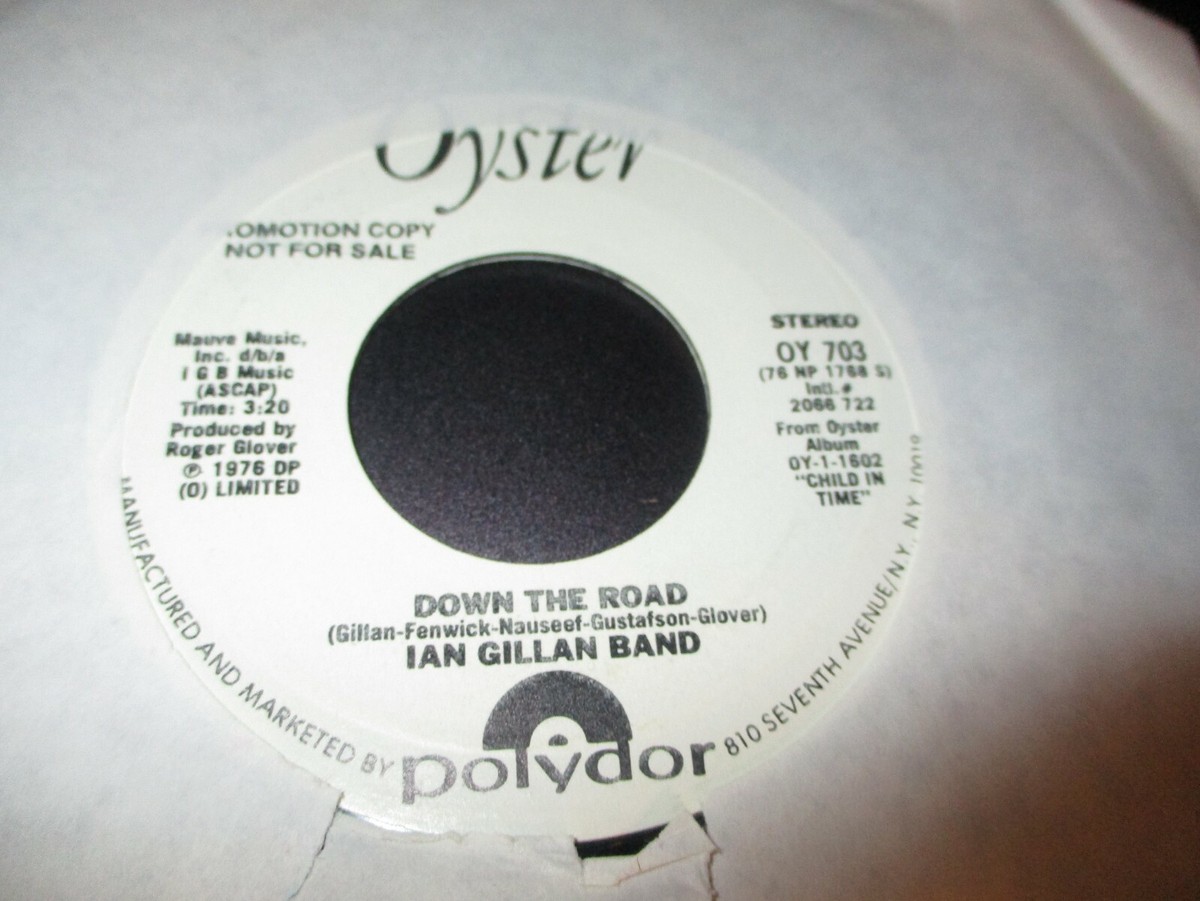 Oyster
OMOTION COPY
NOT FOR SALE
Mauve Music,
Inc. d/b/a
I G B Music
(ASCAP)
Time: 3:20
Produced by
Roger Glover
℗ 1976 DP
(O) LIMITED
STEREO
OY 703
(76 NP 1768 S)
Intl.#
2066 722
From Oyster
Album
OY-1-1602
"CHILD IN
TIME"
DOWN THE ROAD
(Gillan-Fenwick-Nauseef-Gustafson-Glover)
IAN GILLAN BAND
MANUFACTURED AND MARKETED BY polydor 810 SEVENTH AVENUE/N.Y. N.Y. 10019